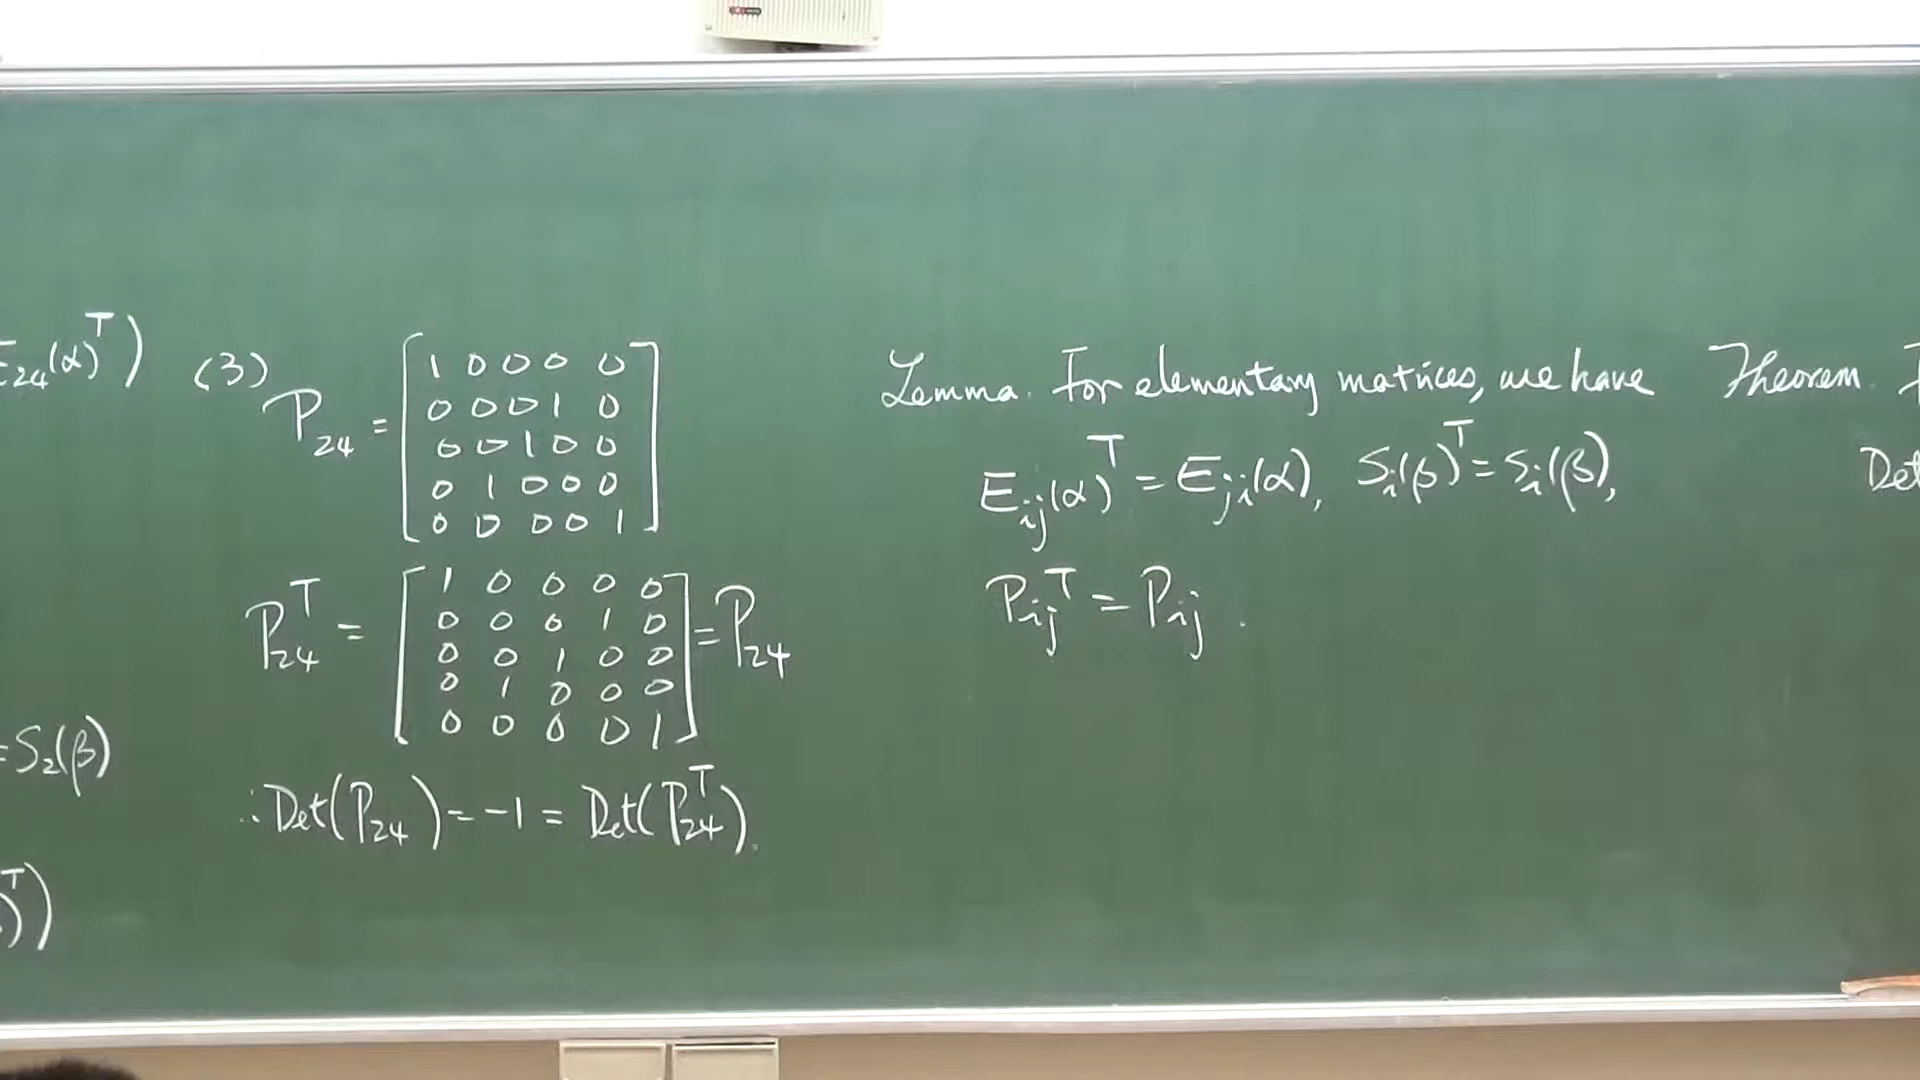 E₂₄(α)ᵀ)
=S₂(β)
ᵀ)
(3)
P₂₄ = [1 0 0 0 0
0 0 0 1 0
0 0 1 0 0
0 1 0 0 0
0 0 0 0 1]
P₂₄ᵀ = [1 0 0 0 0
0 0 0 1 0
0 0 1 0 0
0 1 0 0 0
0 0 0 0 1] = P₂₄
∴ Det(P₂₄) = -1 = Det(P₂₄ᵀ).
Lemma. For elementary matrices, we have
Eᵢⱼ(α)ᵀ = Eⱼᵢ(α), Sᵢ(β)ᵀ = Sᵢ(β),
Pᵢⱼᵀ = Pᵢⱼ.
Theorem.
Det